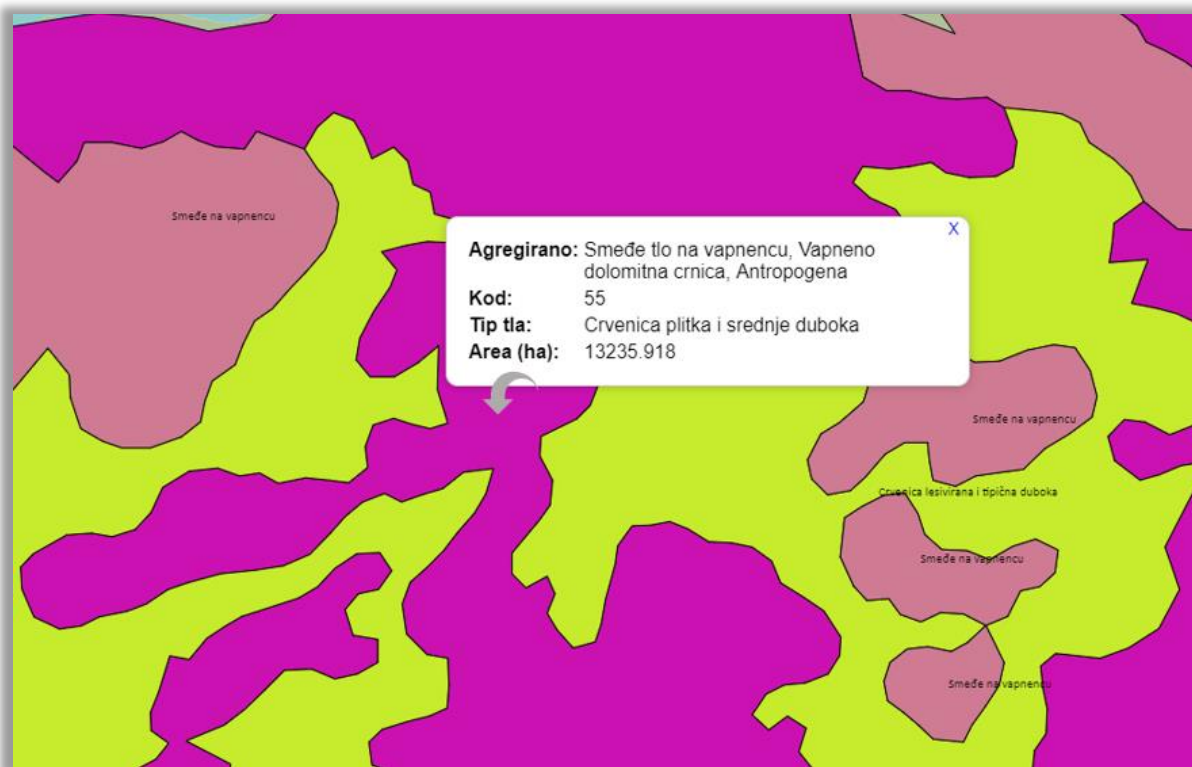 Smeđe na vapnencu
X
Agregirano: Smeđe tlo na vapnencu, Vapneno
dolomitna crnica, Antropogena
Kod: 55
Tip tla: Crvenica plitka i srednje duboka
Area (ha): 13235.918
Smeđe na vapnencu
Crvenica lesivirana i tipična duboka
Smeđe na vapnencu
Smeđe na vapnencu